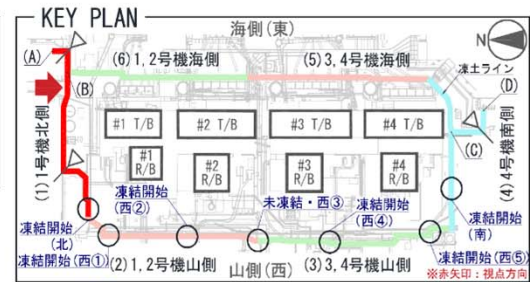 KEY PLAN
海側(東)
N
(A)
(6)1,2号機海側
(5)3,4号機海側
凍土ライン
(D)
(B)
(1)1号機北側
#1 T/B
#2 T/B
#3 T/B
#4 T/B
(C)
(4)4号機南側
#1
R/B
#2
R/B
#3
R/B
#4
R/B
凍結開始
(西②)
未凍結・西③
凍結開始
(西④)
凍結開始
(北)
凍結開始
(南)
凍結開始(西①)
(2)1,2号機山側
山側(西)
(3)3,4号機山側
凍結開始(西⑤)
※赤矢印:視点方向